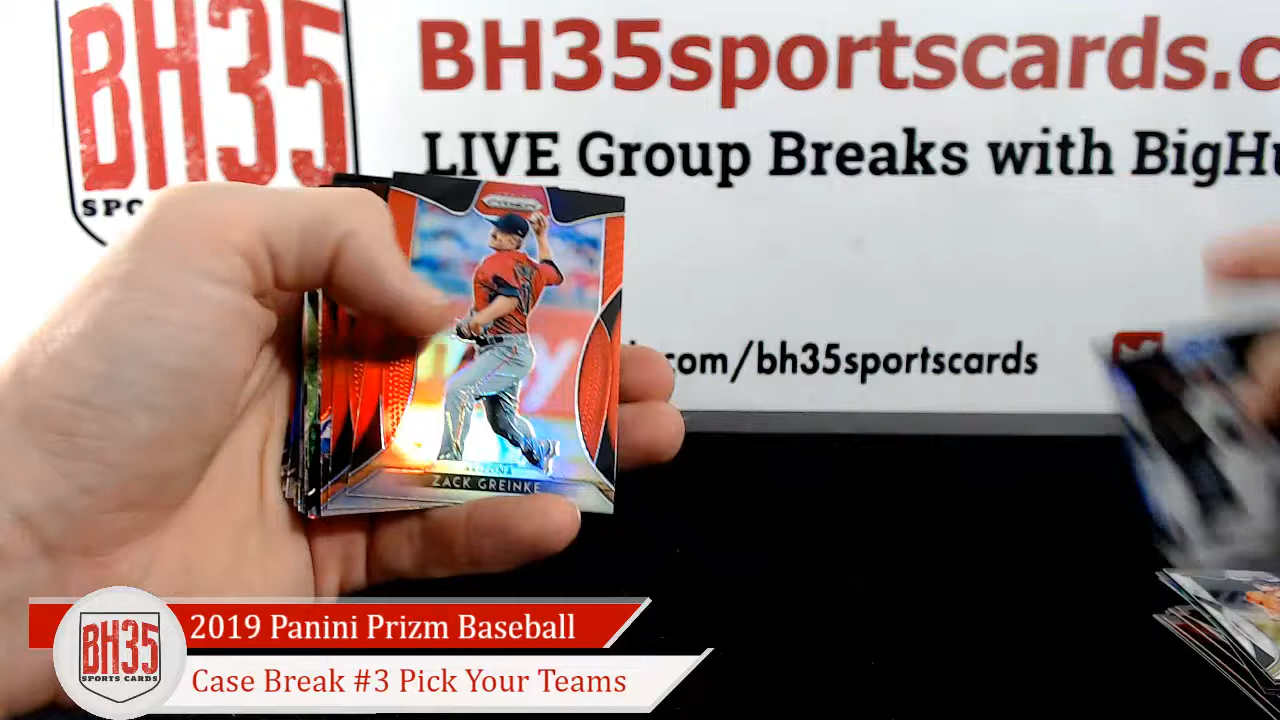 BH35
SPO
BH35sportscards.c
LIVE Group Breaks with BigHu
.com/bh35sportscards
PRIZM
ARIZONA
ZACK GREINKE
BH35
SPORTS CARDS
2019 Panini Prizm Baseball
Case Break #3 Pick Your Teams